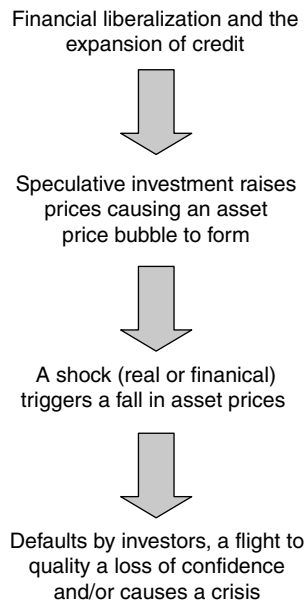 Financial liberalization and the
expansion of credit
Speculative investment raises
prices causing an asset
price bubble to form
A shock (real or finanical)
triggers a fall in asset prices
Defaults by investors, a flight to
quality a loss of confidence
and/or causes a crisis